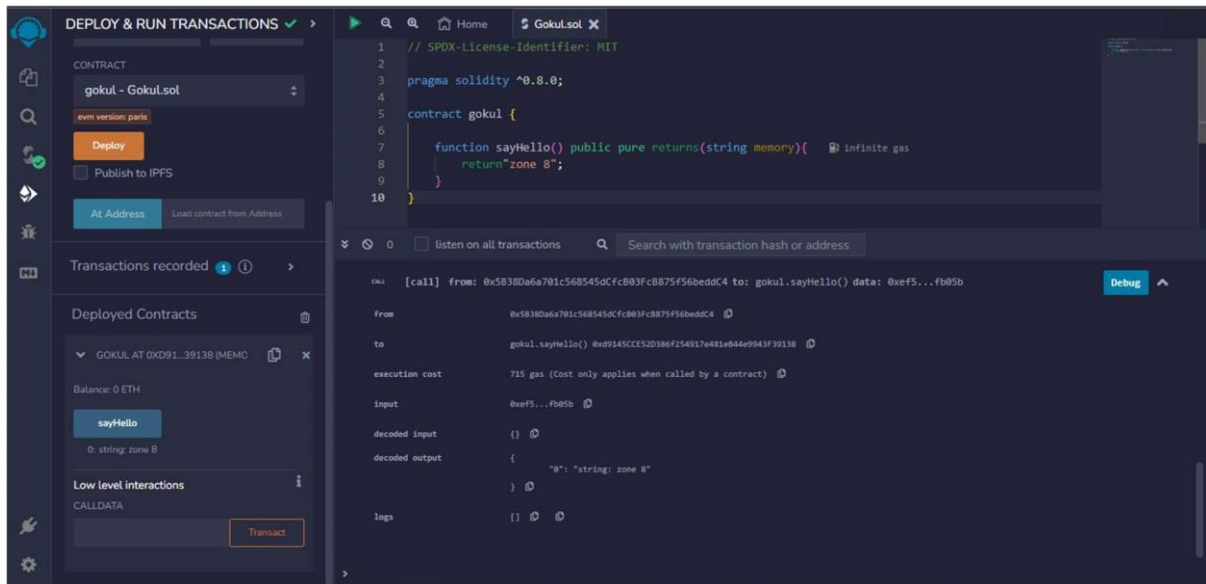 DEPLOY & RUN TRANSACTIONS
CONTRACT
gokul - Gokul.sol
evm version: paris
Deploy
Publish to IPFS
At Address Load contract from Address
Transactions recorded 1 i
Deployed Contracts
GOKUL AT 0XD91...39138 (MEMC
Balance: 0 ETH
sayHello
0: string: zone 8
Low level interactions i
CALLDATA
Transact
Home Gokul.sol
1 // SPDX-License-Identifier: MIT
2
3 pragma solidity ^0.8.0;
4
5 contract gokul {
6
7 function sayHello() public pure returns(string memory){ infinite gas
8 return"zone 8";
9 }
10 }
0 listen on all transactions Search with transaction hash or address
CALL [call] from: 0x5B38Da6a701c568545dCfcB03FcB875f56beddC4 to: gokul.sayHello() data: 0xef5...fb05b Debug
from 0x5B38Da6a701c568545dCfcB03FcB875f56beddC4
to gokul.sayHello() 0xd9145CCE52D386f254917e481eB44e9943F39138
execution cost 715 gas (Cost only applies when called by a contract)
input 0xef5...fb05b
decoded input {}
decoded output {
"0": "string: zone 8"
}
logs []
>